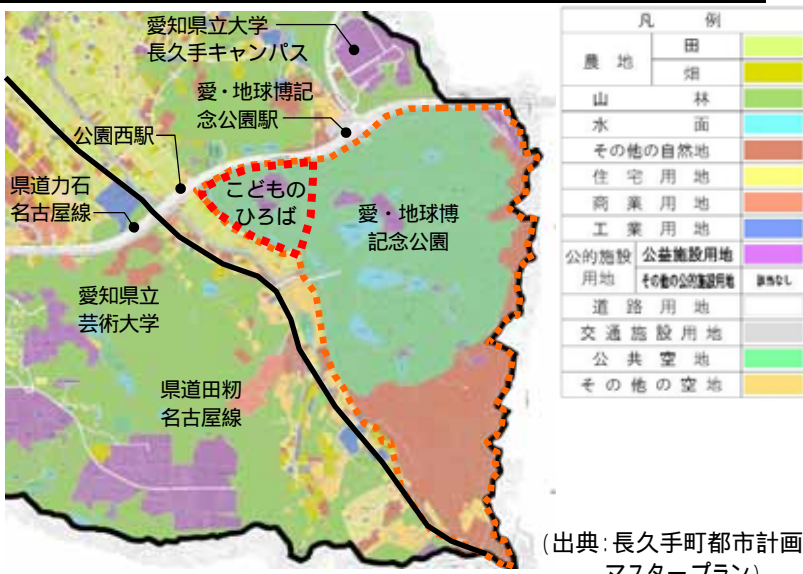 愛知県立大学
長久手キャンパス
愛・地球博記
念公園駅
公園西駅
こどもの
ひろば
県道力石
名古屋線
愛・地球博
記念公園
愛知県立
芸術大学
県道田籾
名古屋線
凡 例
農 地
田
畑
山 林
水 面
その他の自然地
住 宅 用 地
商 業 用 地
工 業 用 地
公的施設
用地
公益施設用地
その他の公的施設用地 該当なし
道 路 用 地
交 通 施 設 用 地
公 共 空 地
そ の 他 の 空 地
(出典:長久手町都市計画
マスタープラン)